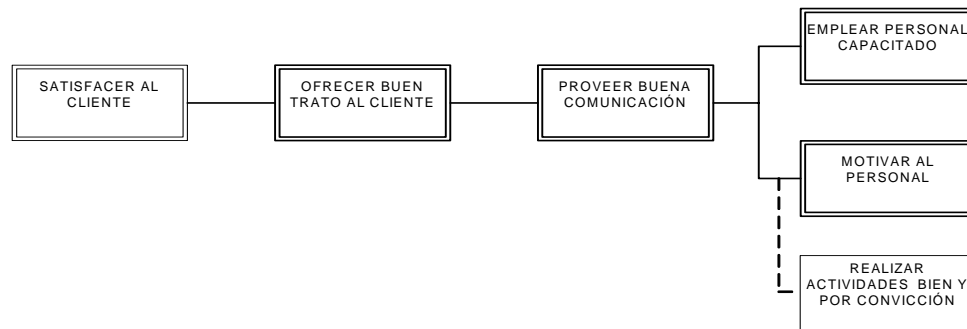 EMPLEAR PERSONAL
CAPACITADO
SATISFACER AL
CLIENTE
OFRECER BUEN
TRATO AL CLIENTE
PROVEER BUENA
COMUNICACIÓN
MOTIVAR AL
PERSONAL
REALIZAR
ACTIVIDADES BIEN Y
POR CONVICCIÓN